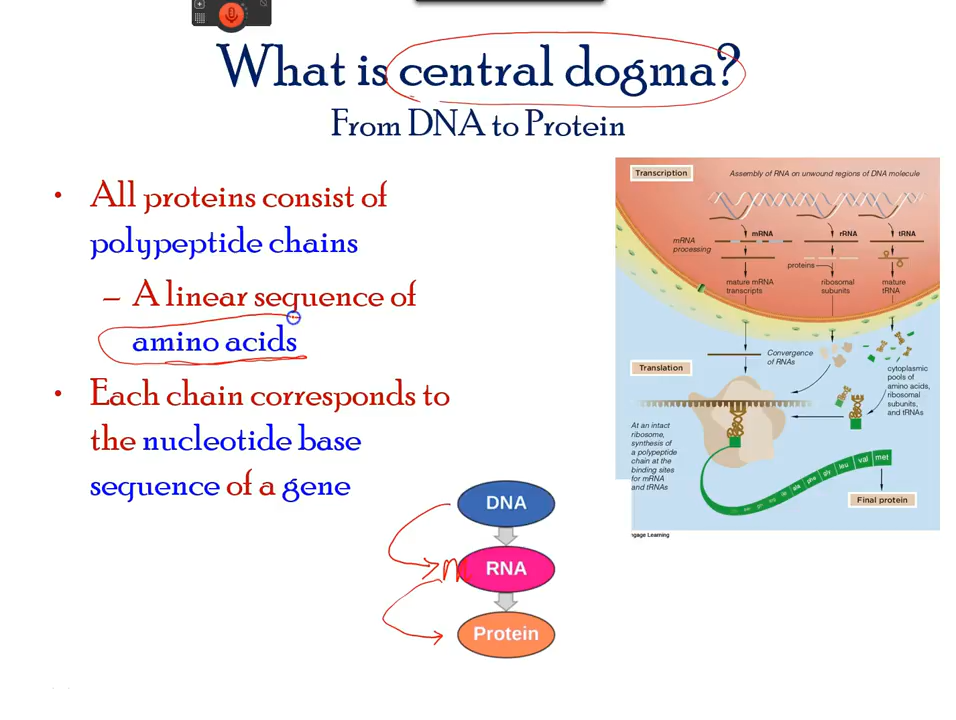 What is central dogma?
From DNA to Protein
• All proteins consist of
polypeptide chains
– A linear sequence of
amino acids
• Each chain corresponds to
the nucleotide base
sequence of a gene
Transcription
Assembly of RNA on unwound regions of DNA molecule
mRNA
rRNA
tRNA
mRNA
processing
proteins
mature mRNA
transcripts
ribosomal
subunits
mature
tRNA
Convergence
of RNAs
Translation
cytoplasmic
pools of
amino acids,
ribosomal
subunits,
and tRNAs
At an intact
ribosome,
synthesis of
a polypeptide
chain at the
binding sites
for mRNA
and tRNAs
met
val
leu
gly
phe
ala
Final protein
ngage Learning
DNA
m RNA
Protein